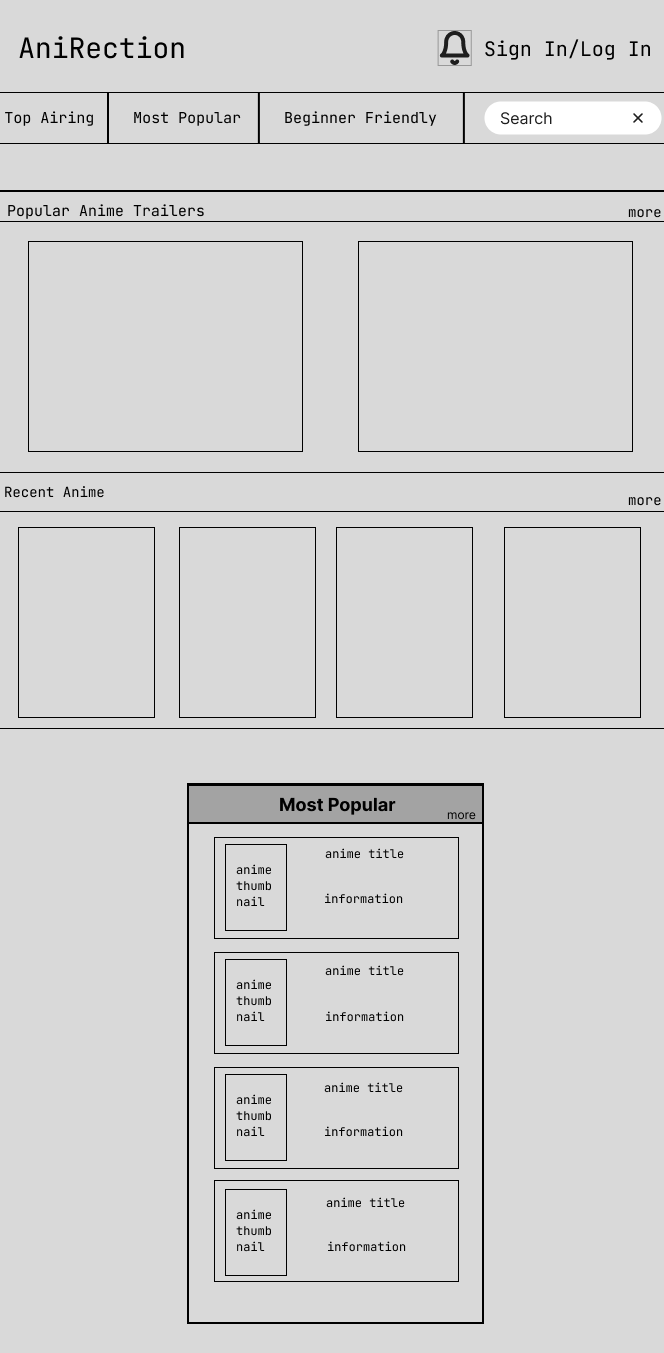 AniRection
Sign In/Log In
Top Airing
Most Popular
Beginner Friendly
Search
Popular Anime Trailers
more
Recent Anime
more
Most Popular
more
anime
thumb
nail
anime title
information
anime
thumb
nail
anime title
information
anime
thumb
nail
anime title
information
anime
thumb
nail
anime title
information